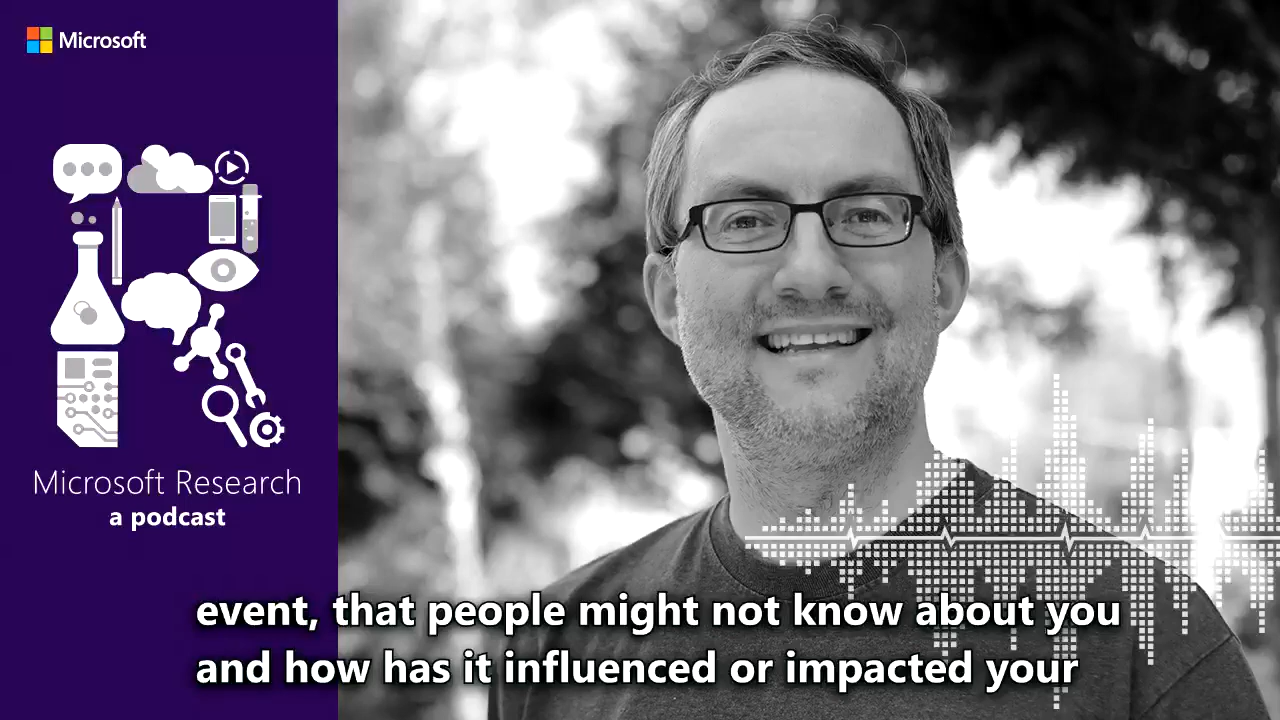 Microsoft
Microsoft Research
a podcast
event, that people might not know about you
and how has it influenced or impacted your